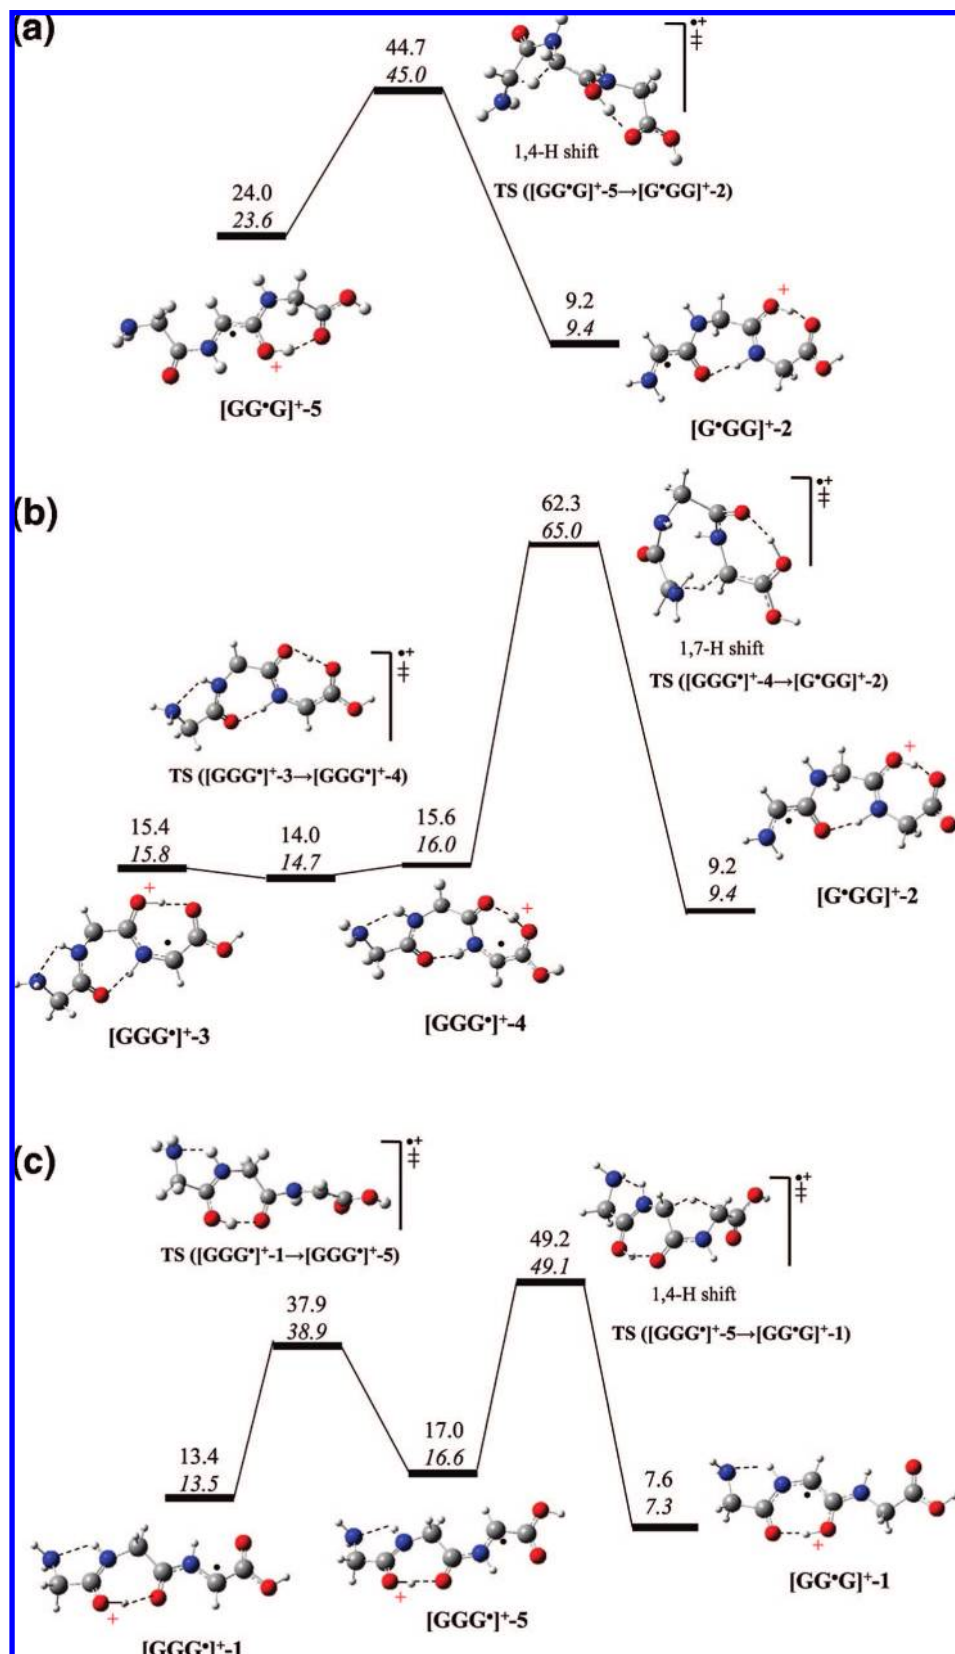 (a)
44.7
45.0
•+
‡
1,4-H shift
TS ([GG•G]⁺-5→[G•GG]⁺-2)
24.0
23.6
+
[GG•G]⁺-5
9.2
9.4
+
[G•GG]⁺-2
(b)
62.3
65.0
•+
‡
1,7-H shift
TS ([GGG•]⁺-4→[G•GG]⁺-2)
•+
‡
TS ([GGG•]⁺-3→[GGG•]⁺-4)
15.4
15.8
14.0
14.7
15.6
16.0
+
[GGG•]⁺-3
+
[GGG•]⁺-4
9.2
9.4
+
[G•GG]⁺-2
(c)
•+
‡
TS ([GGG•]⁺-1→[GGG•]⁺-5)
37.9
38.9
49.2
49.1
•+
‡
1,4-H shift
TS ([GGG•]⁺-5→[GG•G]⁺-1)
13.4
13.5
17.0
16.6
7.6
7.3
+
[GGG•]⁺-1
+
[GGG•]⁺-5
+
[GG•G]⁺-1